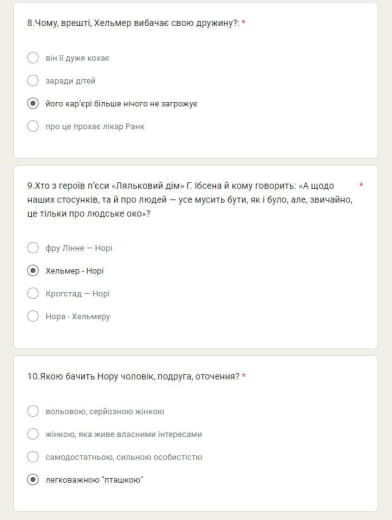 8.Чому, врешті, Хельмер вибачає свою дружину?: *
він її дуже кохає
заради дітей
його кар'єрі більше нічого не загрожує
про це прохає лікар Ранк
9.Хто з героїв п'єси «Ляльковий дім» Г. Ібсена й кому говорить: «А щодо *
наших стосунків, та й про людей — усе мусить бути, як і було, але, звичайно,
це тільки про людське око»?
фру Лінне — Норі
Хельмер - Норі
Крогстад — Норі
Нора - Хельмеру
10.Якою бачить Нору чоловік, подруга, оточення? *
вольовою, серйозною жінкою
жінкою, яка живе власними інтересами
самодостатньою, сильною особистістю
легковажною "пташкою"